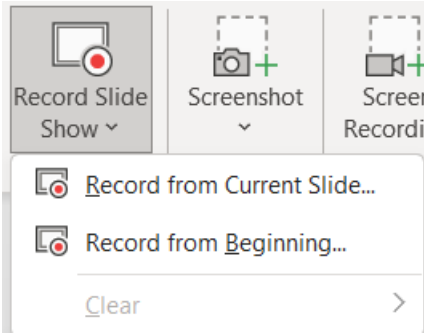 Record Slide
Show
Screenshot
Screen
Recordi
Record from Current Slide...
Record from Beginning...
Clear